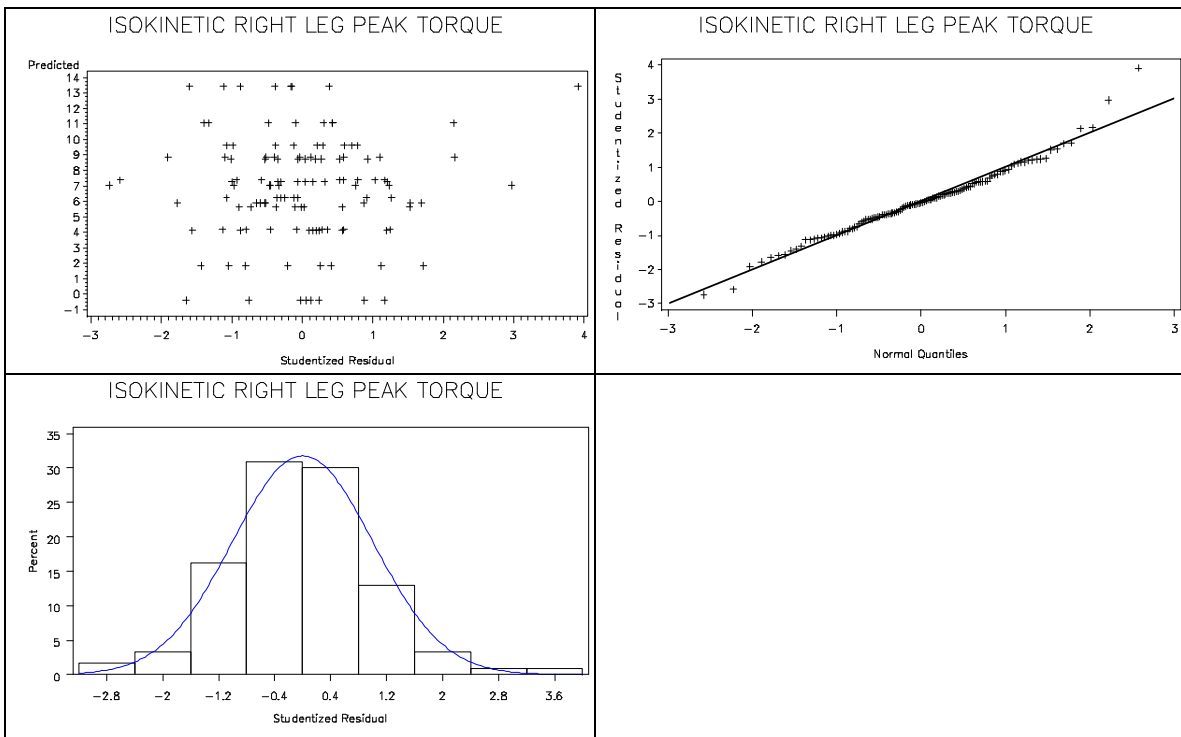 ISOKINETIC RIGHT LEG PEAK TORQUE
Predicted
14
13
12
11
10
9
8
7
6
5
4
3
2
1
0
-1
-3 -2 -1 0 1 2 3 4
Studentized Residual
ISOKINETIC RIGHT LEG PEAK TORQUE
Studentized Residual
4
3
2
1
0
-1
-2
-3
-3 -2 -1 0 1 2 3
Normal Quantiles
ISOKINETIC RIGHT LEG PEAK TORQUE
Percent
35
30
25
20
15
10
5
0
-2.8 -2 -1.2 -0.4 0.4 1.2 2 2.8 3.6
Studentized Residual